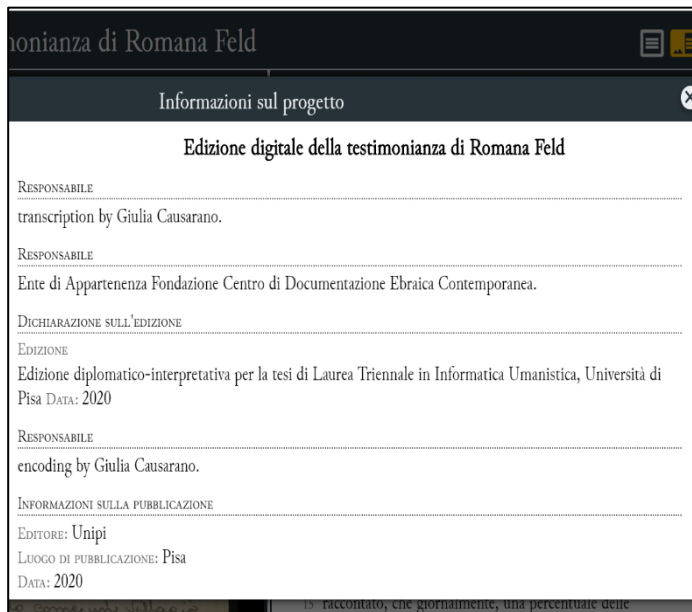 monianza di Romana Feld
Informazioni sul progetto
Edizione digitale della testimonianza di Romana Feld
Responsabile
transcription by Giulia Causarano.
Responsabile
Ente di Appartenenza Fondazione Centro di Documentazione Ebraica Contemporanea.
Dichiarazione sull'edizione
Edizione
Edizione diplomatico-interpretativa per la tesi di Laurea Triennale in Informatica Umanistica, Università di
Pisa Data: 2020
Responsabile
encoding by Giulia Causarano.
Informazioni sulla pubblicazione
Editore: Unipi
Luogo di pubblicazione: Pisa
Data: 2020
15 raccontato, che giornalmente, una percentuale delle